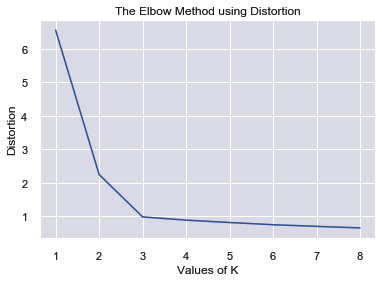 The Elbow Method using Distortion
6
5
4
3
2
1
Distortion
1 2 3 4 5 6 7 8
Values of K